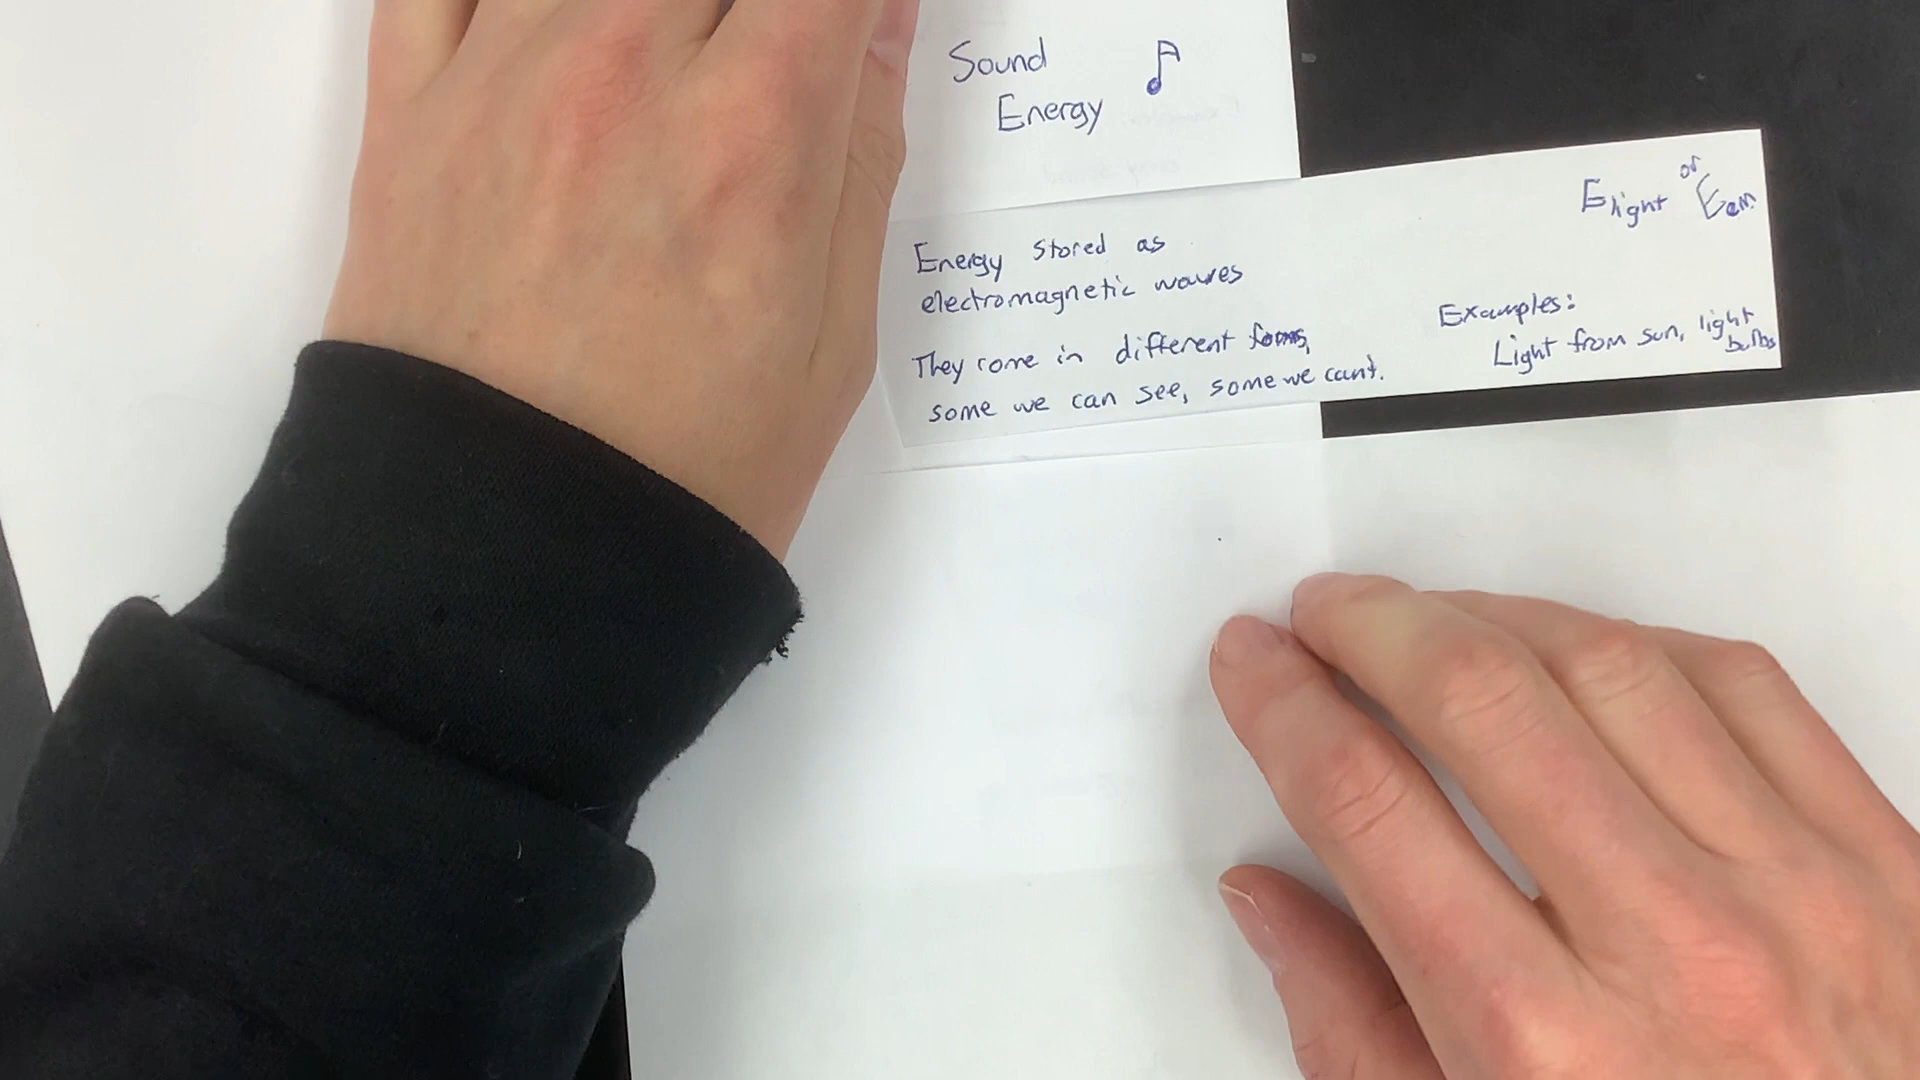 Sound
Energy
E light or E em
Energy stored as
electromagnetic waves
They come in different forms,
some we can see, some we cant.
Examples:
Light from sun, light
bulbs